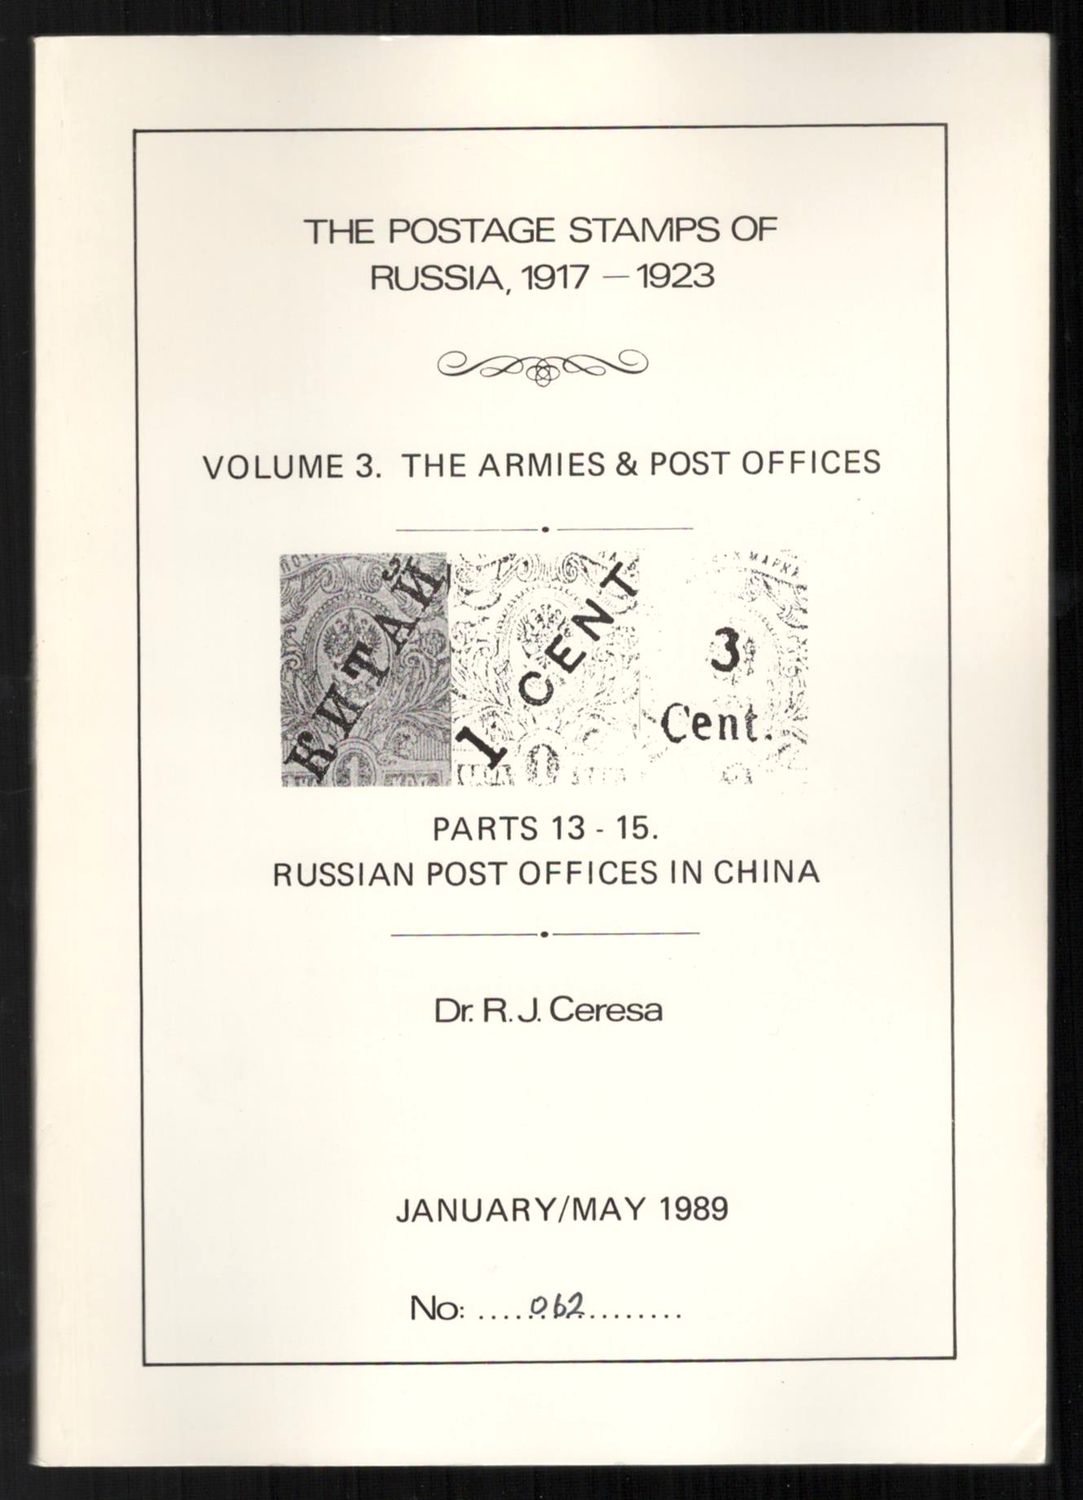 THE POSTAGE STAMPS OF
RUSSIA, 1917 — 1923
VOLUME 3. THE ARMIES & POST OFFICES
КИТАЙ
1 CENT
3
Cent.
PARTS 13 - 15.
RUSSIAN POST OFFICES IN CHINA
Dr. R. J. Ceresa
JANUARY/MAY 1989
No: ....062........